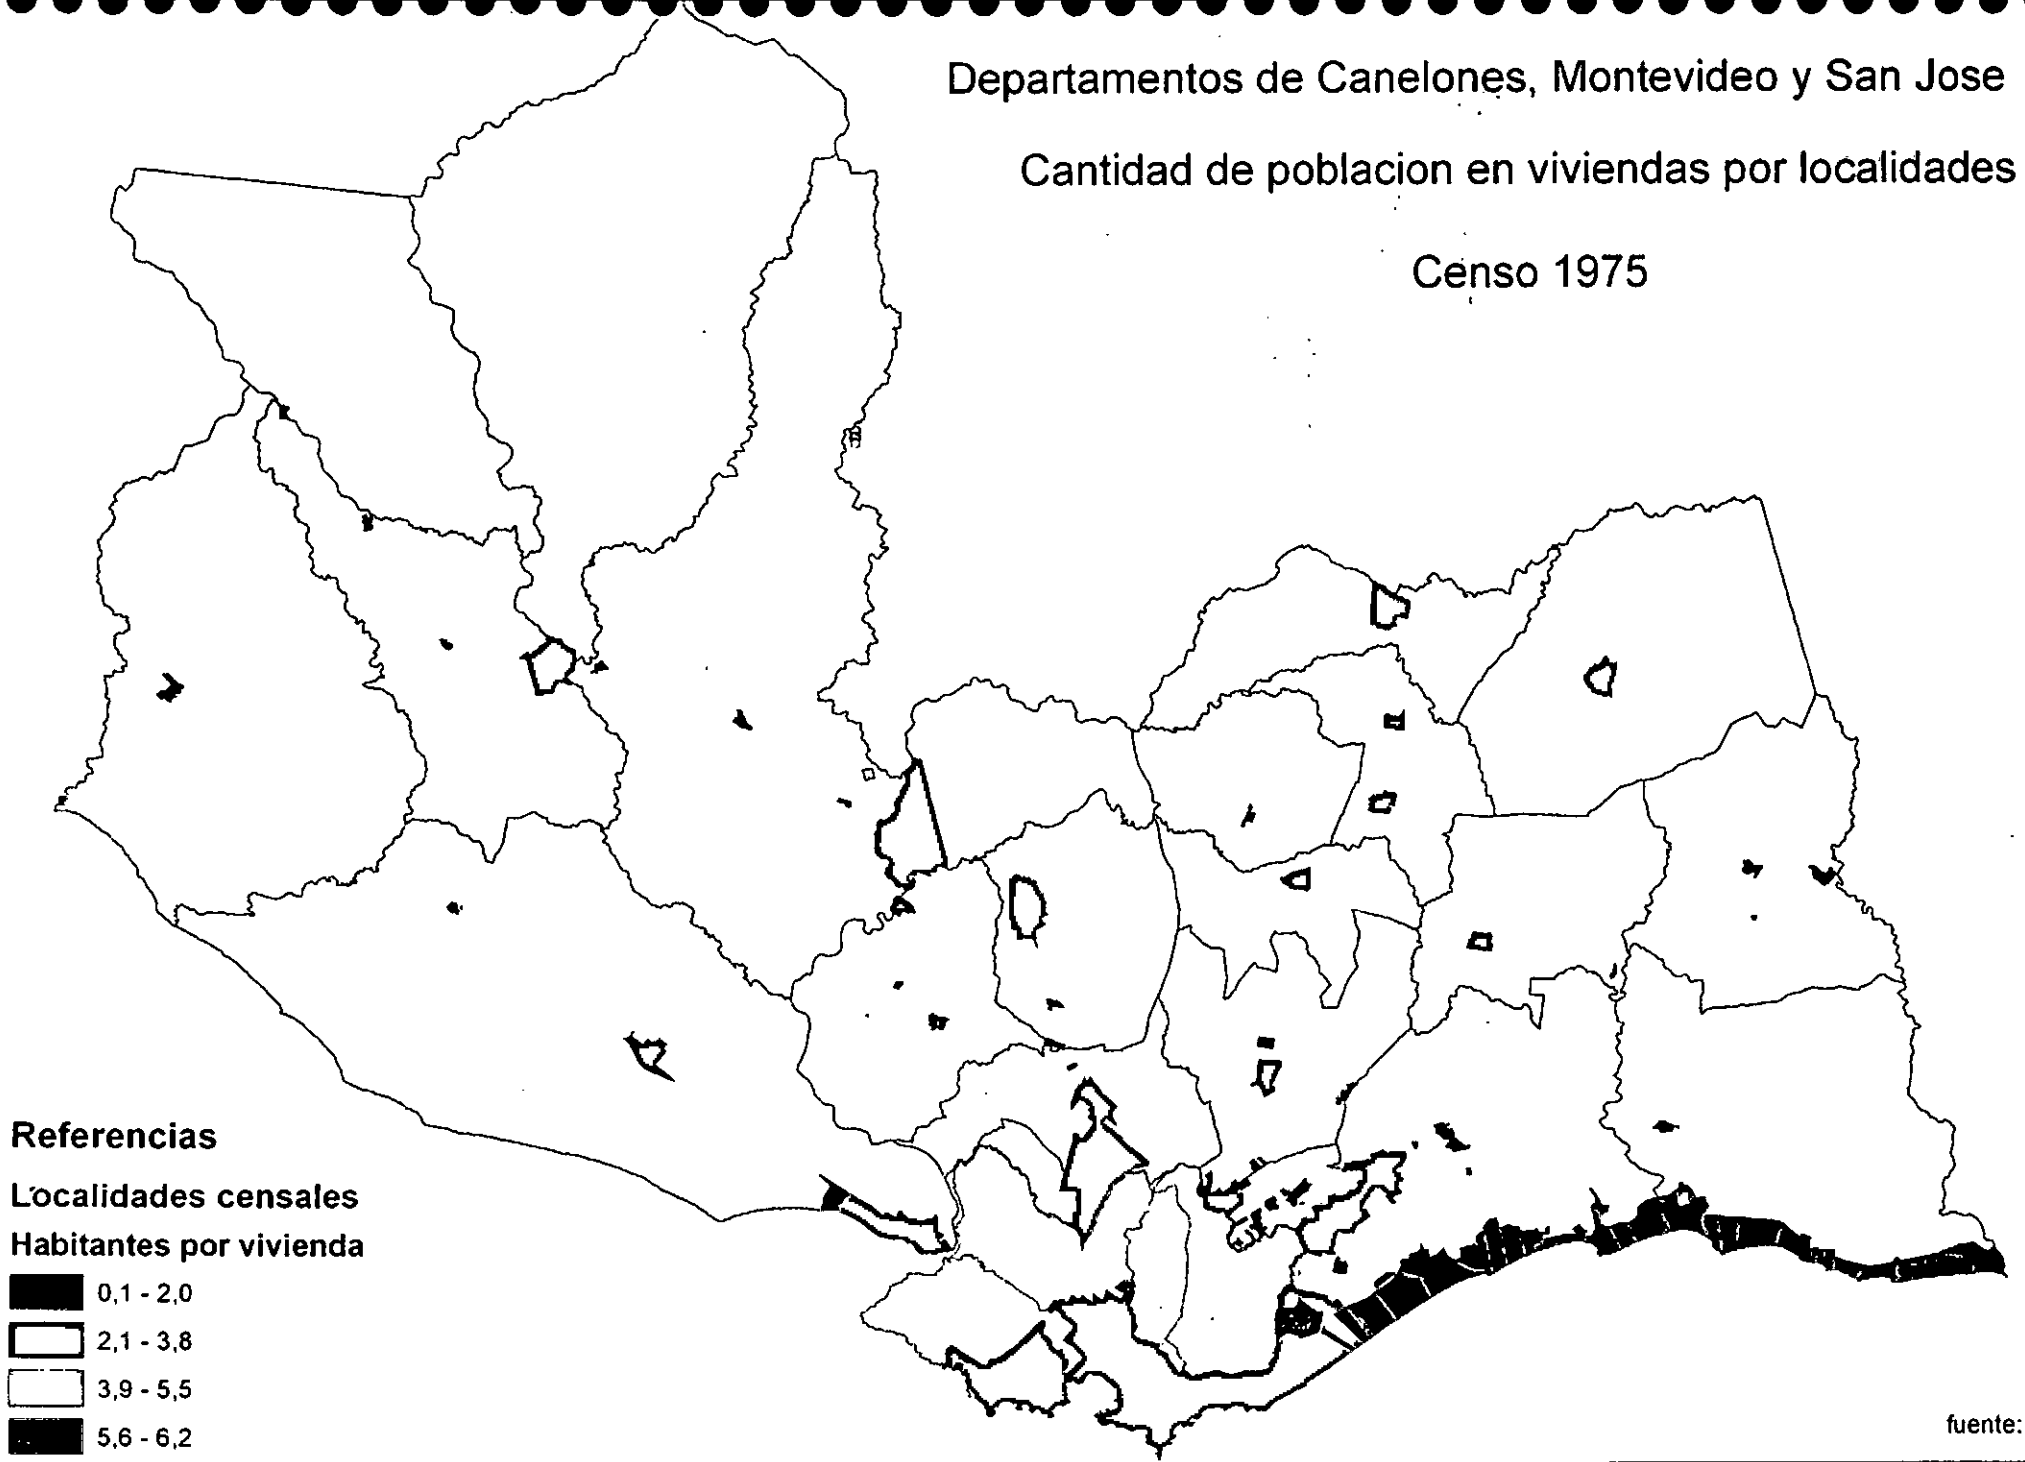 Departamentos de Canelones, Montevideo y San Jose
Cantidad de poblacion en viviendas por localidades
Censo 1975
Referencias
Localidades censales
Habitantes por vivienda
0,1 - 2,0
2,1 - 3,8
3,9 - 5,5
5,6 - 6,2
fuente: